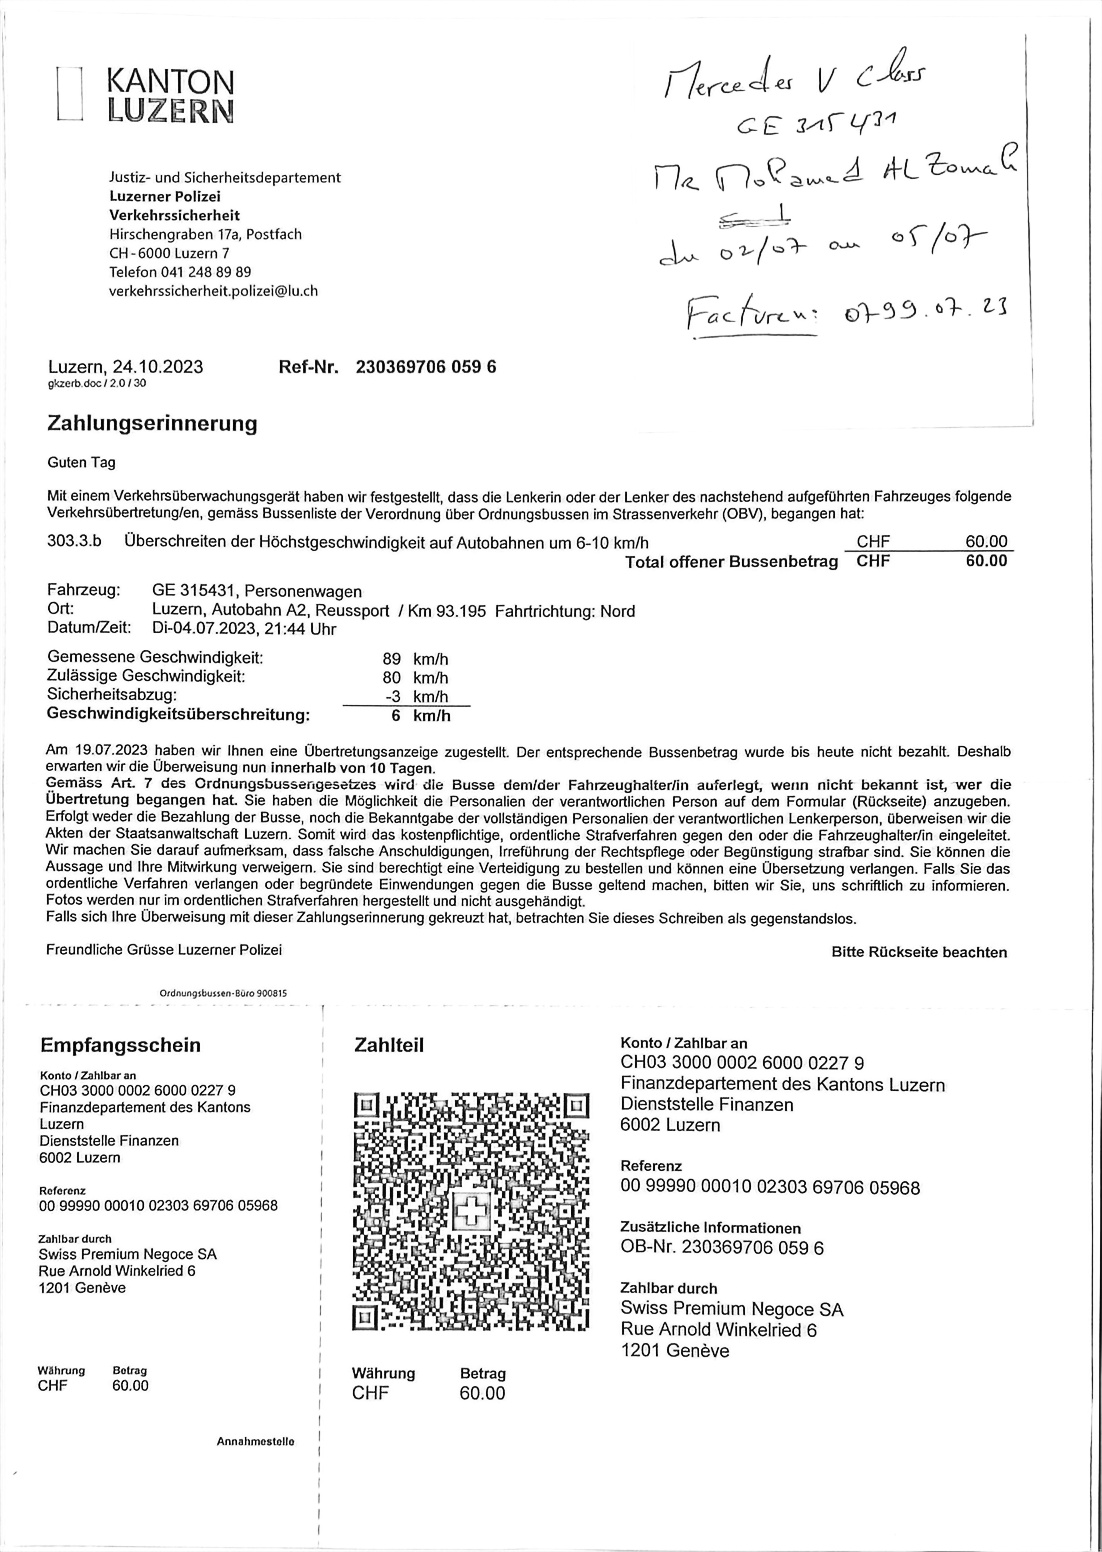 KANTON
LUZERN
Mercedes V Class
GE 315431
Mr Mohamed AL Zomah
du 02/07 au 05/07
Facturen: 0799.07.23
Justiz- und Sicherheitsdepartement
Luzerner Polizei
Verkehrssicherheit
Hirschengraben 17a, Postfach
CH-6000 Luzern 7
Telefon 041 248 89 89
verkehrssicherheit.polizei@lu.ch
Luzern, 24.10.2023 Ref-Nr. 230369706 059 6
gkzerb.doc / 2.0 / 30
Zahlungserinnerung
Guten Tag
Mit einem Verkehrsüberwachungsgerät haben wir festgestellt, dass die Lenkerin oder der Lenker des nachstehend aufgeführten Fahrzeuges folgende
Verkehrsübertretung/en, gemäss Bussenliste der Verordnung über Ordnungsbussen im Strassenverkehr (OBV), begangen hat:
303.3.b Überschreiten der Höchstgeschwindigkeit auf Autobahnen um 6-10 km/h CHF 60.00
Total offener Bussenbetrag CHF 60.00
Fahrzeug: GE 315431, Personenwagen
Ort: Luzern, Autobahn A2, Reussport / Km 93.195 Fahrtrichtung: Nord
Datum/Zeit: Di-04.07.2023, 21:44 Uhr
Gemessene Geschwindigkeit: 89 km/h
Zulässige Geschwindigkeit: 80 km/h
Sicherheitsabzug: -3 km/h
Geschwindigkeitsüberschreitung: 6 km/h
Am 19.07.2023 haben wir Ihnen eine Übertretungsanzeige zugestellt. Der entsprechende Bussenbetrag wurde bis heute nicht bezahlt. Deshalb
erwarten wir die Überweisung nun innerhalb von 10 Tagen.
Gemäss Art. 7 des Ordnungsbussengesetzes wird die Busse dem/der Fahrzeughalter/in auferlegt, wenn nicht bekannt ist, wer die
Übertretung begangen hat. Sie haben die Möglichkeit die Personalien der verantwortlichen Person auf dem Formular (Rückseite) anzugeben.
Erfolgt weder die Bezahlung der Busse, noch die Bekanntgabe der vollständigen Personalien der verantwortlichen Lenkerperson, überweisen wir die
Akten der Staatsanwaltschaft Luzern. Somit wird das kostenpflichtige, ordentliche Strafverfahren gegen den oder die Fahrzeughalter/in eingeleitet.
Wir machen Sie darauf aufmerksam, dass falsche Anschuldigungen, Irreführung der Rechtspflege oder Begünstigung strafbar sind. Sie können die
Aussage und Ihre Mitwirkung verweigern. Sie sind berechtigt eine Verteidigung zu bestellen und können eine Übersetzung verlangen. Falls Sie das
ordentliche Verfahren verlangen oder begründete Einwendungen gegen die Busse geltend machen, bitten wir Sie, uns schriftlich zu informieren.
Fotos werden nur im ordentlichen Strafverfahren hergestellt und nicht ausgehändigt.
Falls sich Ihre Überweisung mit dieser Zahlungserinnerung gekreuzt hat, betrachten Sie dieses Schreiben als gegenstandslos.
Freundliche Grüsse Luzerner Polizei Bitte Rückseite beachten
Ordnungsbussen-Büro 900815
Empfangsschein
Konto / Zahlbar an
CH03 3000 0002 6000 0227 9
Finanzdepartement des Kantons
Luzern
Dienststelle Finanzen
6002 Luzern
Referenz
00 99990 00010 02303 69706 05968
Zahlbar durch
Swiss Premium Negoce SA
Rue Arnold Winkelried 6
1201 Genève
Währung Betrag
CHF 60.00
Annahmestelle
Zahlteil
Währung Betrag
CHF 60.00
Konto / Zahlbar an
CH03 3000 0002 6000 0227 9
Finanzdepartement des Kantons Luzern
Dienststelle Finanzen
6002 Luzern
Referenz
00 99990 00010 02303 69706 05968
Zusätzliche Informationen
OB-Nr. 230369706 059 6
Zahlbar durch
Swiss Premium Negoce SA
Rue Arnold Winkelried 6
1201 Genève